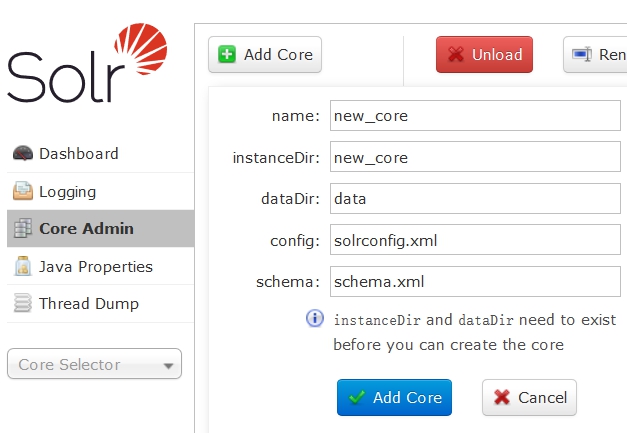 Solr
Add Core
Unload
Ren
name: new_core
instanceDir: new_core
dataDir: data
config: solrconfig.xml
schema: schema.xml
instanceDir and dataDir need to exist
before you can create the core
Add Core
Cancel
Dashboard
Logging
Core Admin
Java Properties
Thread Dump
Core Selector